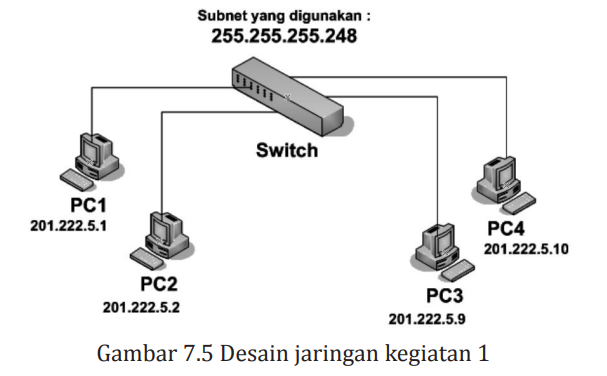 Subnet yang digunakan :
255.255.255.248
Switch
PC1
201.222.5.1
PC2
201.222.5.2
PC3
201.222.5.9
PC4
201.222.5.10
Gambar 7.5 Desain jaringan kegiatan 1